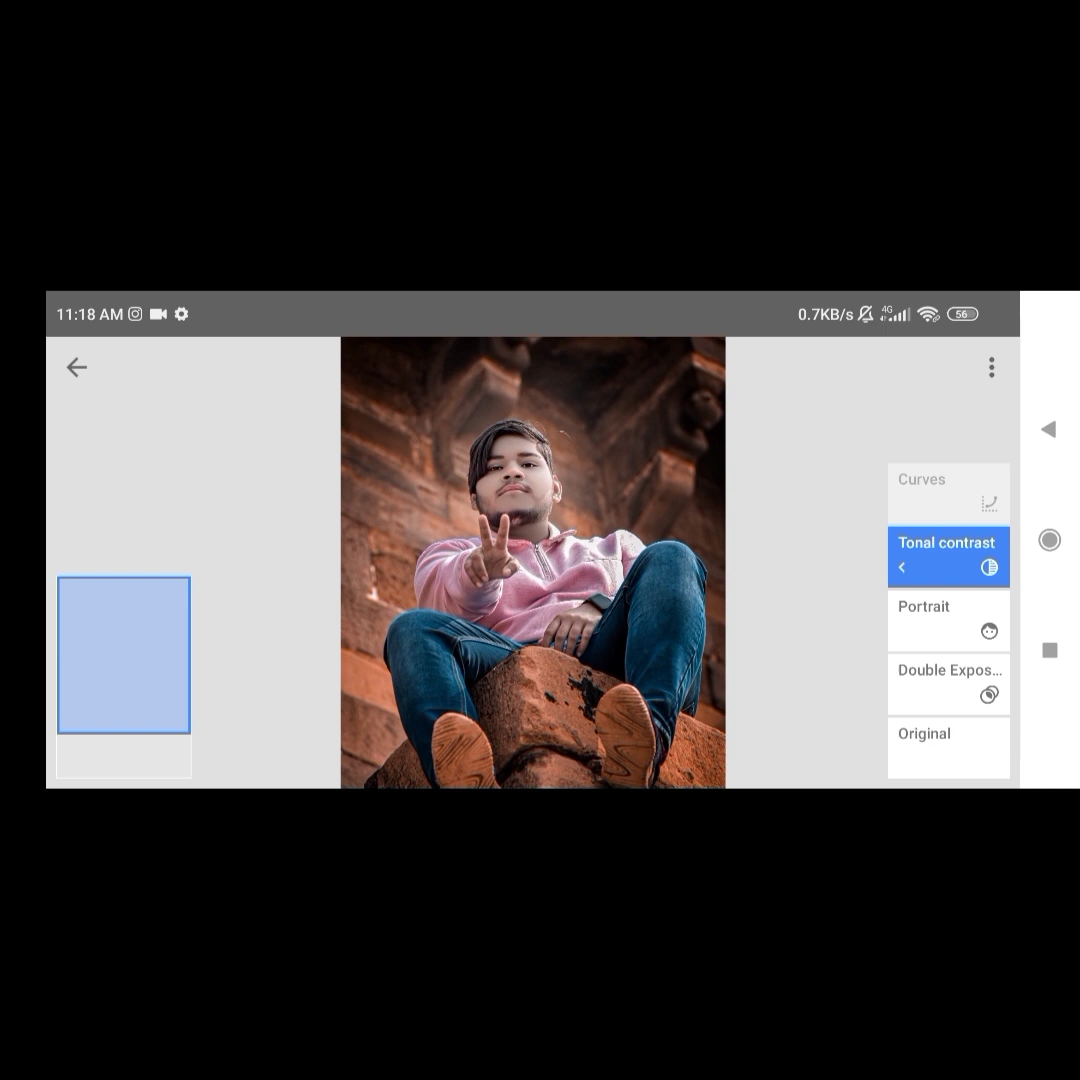 11:18 AM
0.7KB/s 4G 56
Curves
Tonal contrast
Portrait
Double Expos...
Original